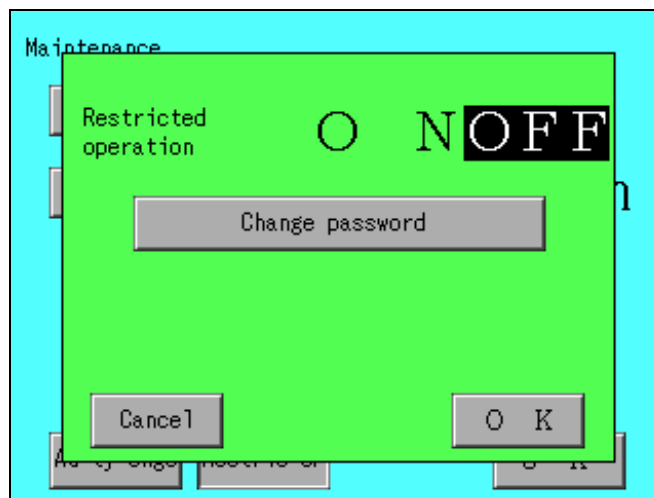 Maintenance
Restricted
operation
O N OFF
Change password
Cancel
O K